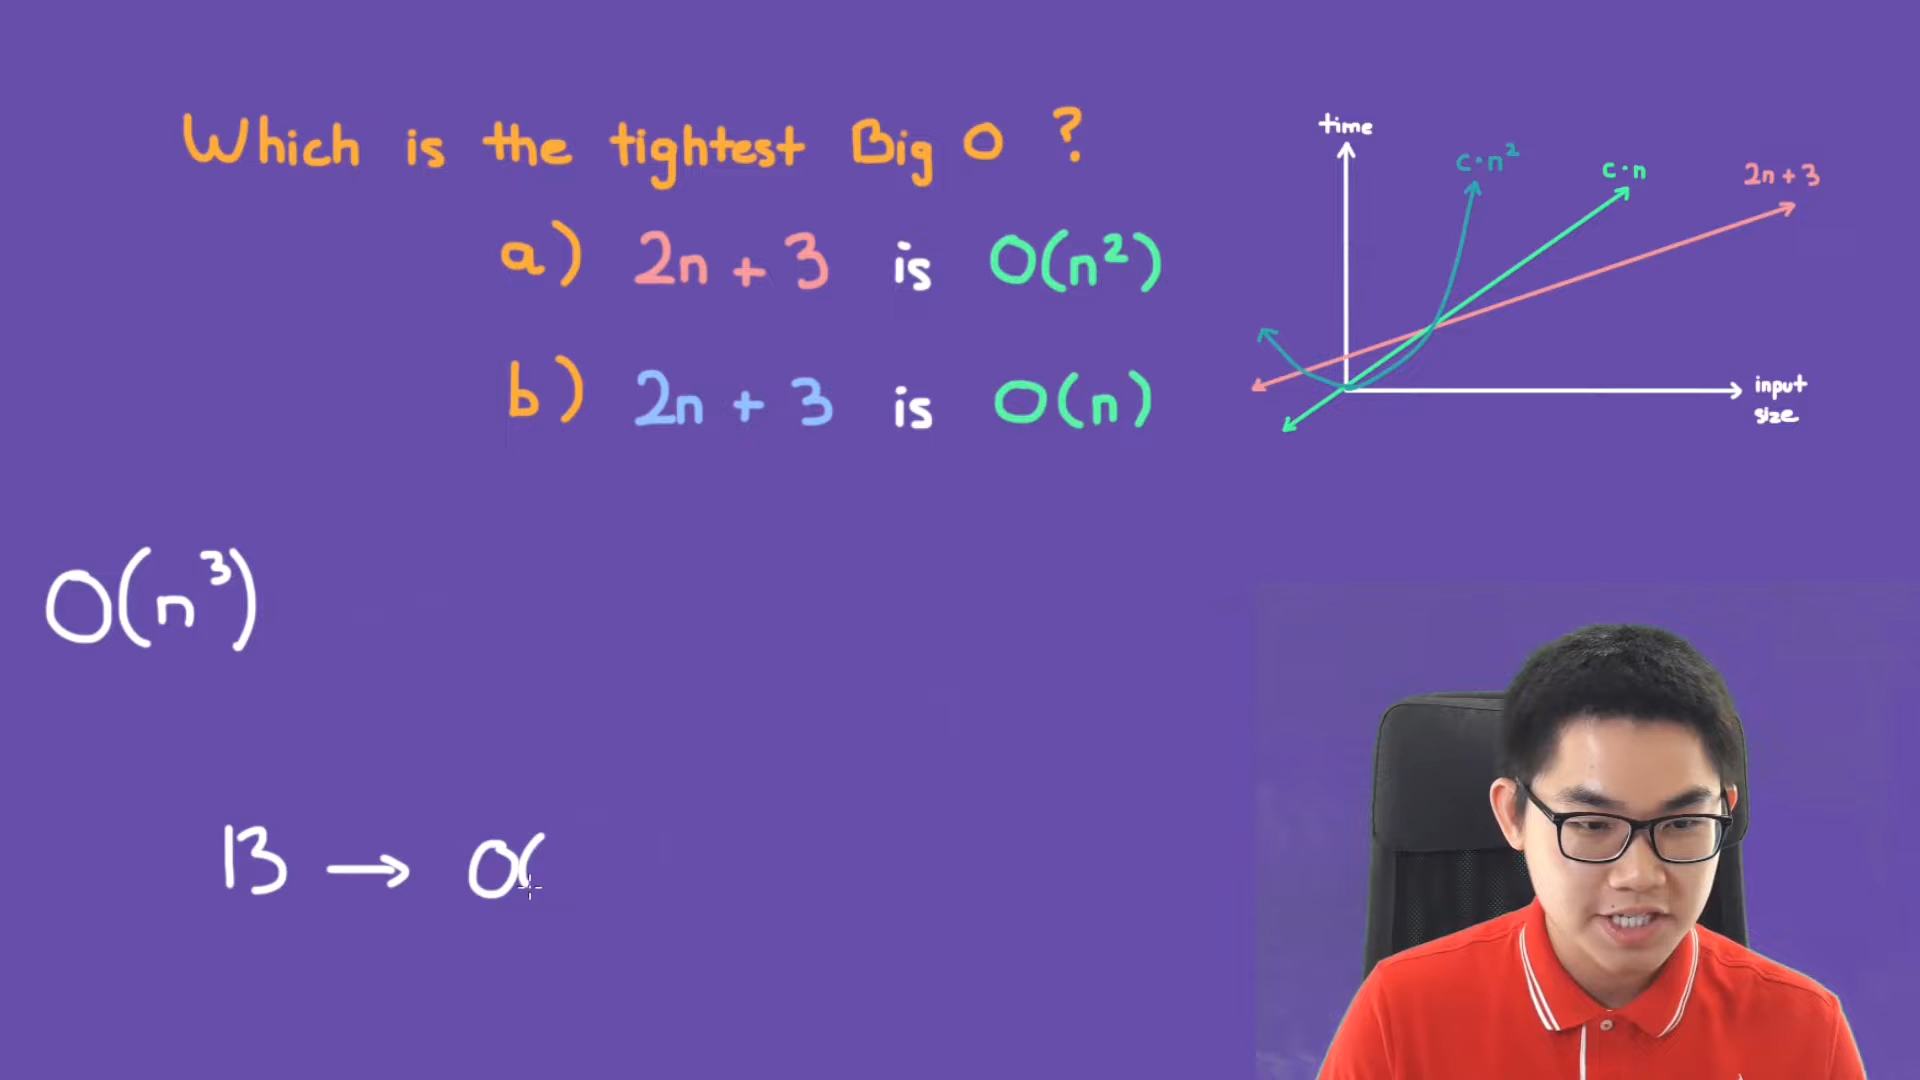 Which is the tightest Big O ?
a) 2n + 3 is O(n²)
b) 2n + 3 is O(n)
time
c·n²
c·n
2n + 3
input
size
O(n³)
13 → O(